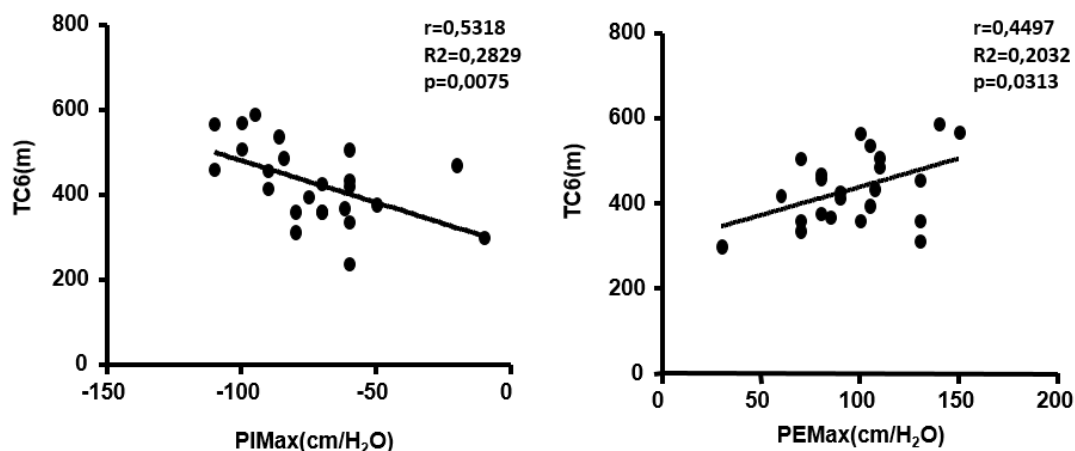 800
600
400
200
0
-150
-100
-50
0
TC6(m)
PIMax(cm/H₂O)
r=0,5318
R2=0,2829
p=0,0075
800
600
400
200
0
0
50
100
150
200
TC6(m)
PEMax(cm/H₂O)
r=0,4497
R2=0,2032
p=0,0313